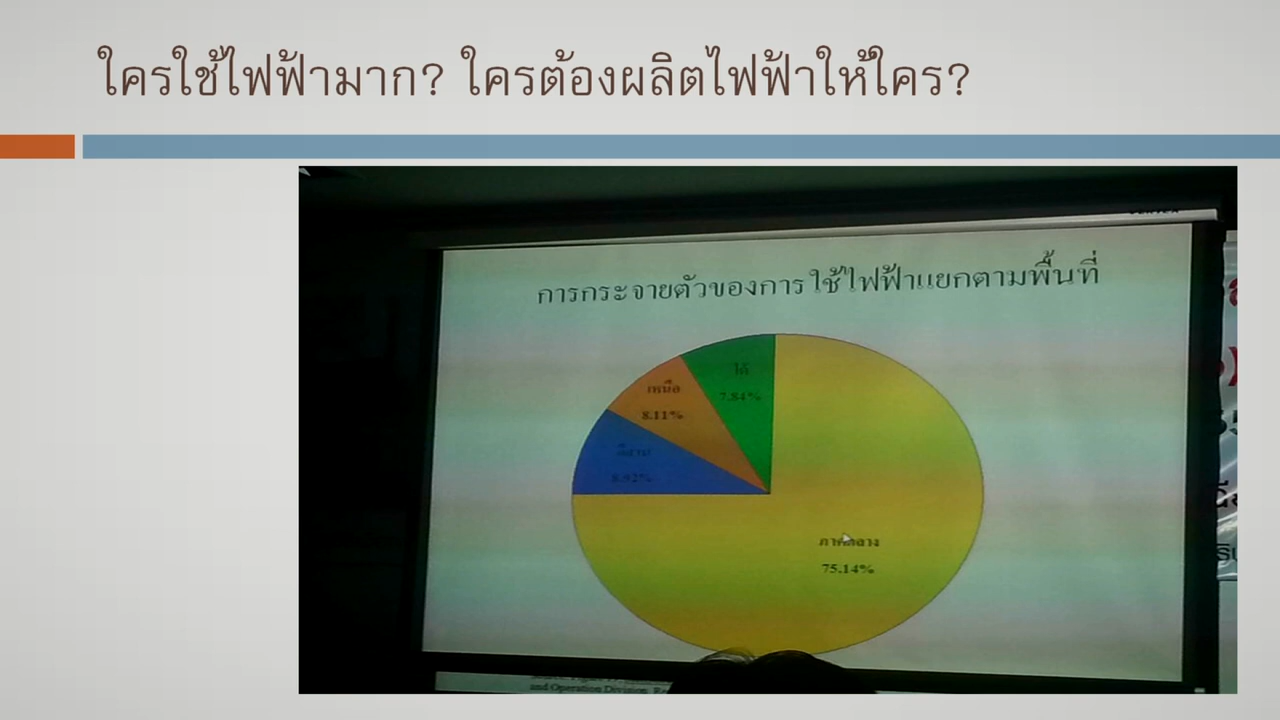 ใครใช้ไฟฟ้ามาก? ใครต้องผลิตไฟฟ้าให้ใคร?
การกระจายตัวของการใช้ไฟฟ้าแยกตามพื้นที่
ใต้
7.84%
เหนือ
8.11%
อีสาน
8.92%
ภาคกลาง
75.14%
and Operation Division,